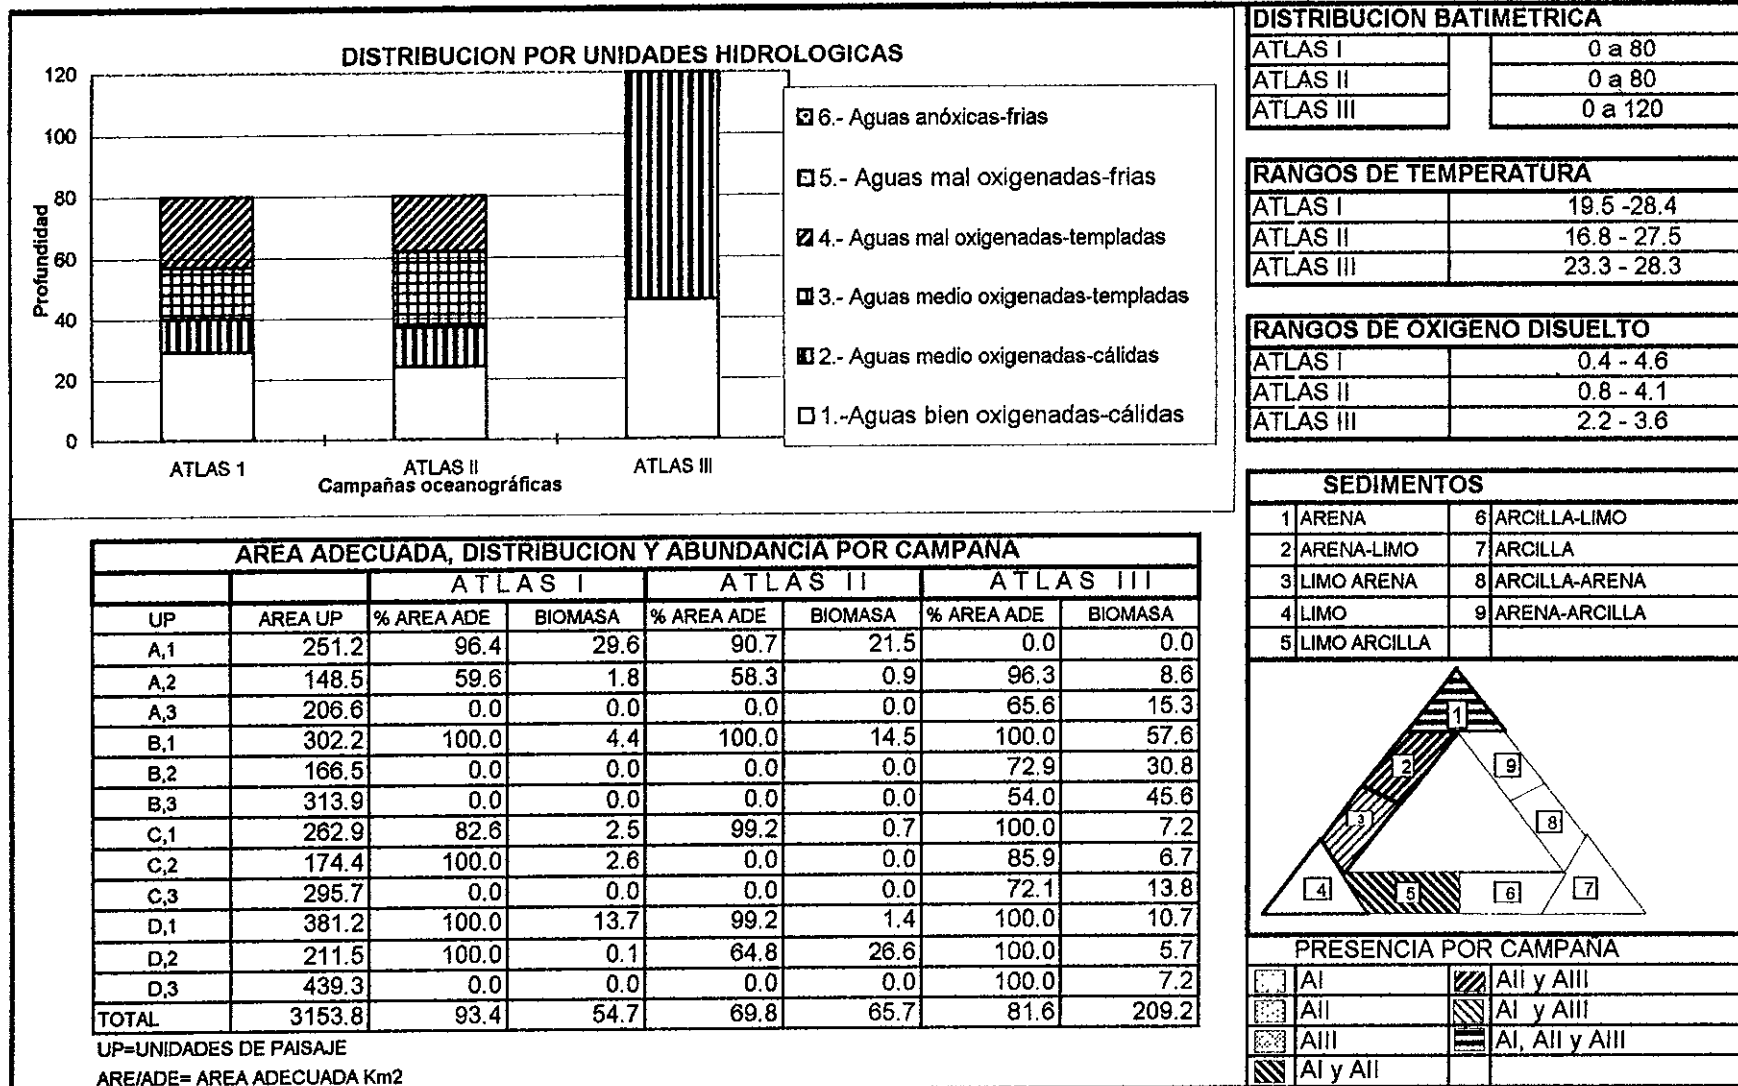 DISTRIBUCION POR UNIDADES HIDROLOGICAS
120
100
80
60
40
20
0
Profundidad
ATLAS 1
ATLAS II
ATLAS III
Campañas oceanográficas
6.- Aguas anóxicas-frias
5.- Aguas mal oxigenadas-frias
4.- Aguas mal oxigenadas-templadas
3.- Aguas medio oxigenadas-templadas
2.- Aguas medio oxigenadas-cálidas
1.-Aguas bien oxigenadas-cálidas
DISTRIBUCION BATIMETRICA
ATLAS I 0 a 80
ATLAS II 0 a 80
ATLAS III 0 a 120
RANGOS DE TEMPERATURA
ATLAS I 19.5 -28.4
ATLAS II 16.8 - 27.5
ATLAS III 23.3 - 28.3
RANGOS DE OXIGENO DISUELTO
ATLAS I 0.4 - 4.6
ATLAS II 0.8 - 4.1
ATLAS III 2.2 - 3.6
SEDIMENTOS
1 ARENA 6 ARCILLA-LIMO
2 ARENA-LIMO 7 ARCILLA
3 LIMO ARENA 8 ARCILLA-ARENA
4 LIMO 9 ARENA-ARCILLA
5 LIMO ARCILLA
1
2
9
3
8
4
5
6
7
PRESENCIA POR CAMPAÑA
AI AII y AIII
AII AI y AIII
AIII AI, AII y AIII
AI y AII
AREA ADECUADA, DISTRIBUCION Y ABUNDANCIA POR CAMPAÑA
ATLAS I ATLAS II ATLAS III
UP AREA UP % AREA ADE BIOMASA % AREA ADE BIOMASA % AREA ADE BIOMASA
A,1 251.2 96.4 29.6 90.7 21.5 0.0 0.0
A,2 148.5 59.6 1.8 58.3 0.9 96.3 8.6
A,3 206.6 0.0 0.0 0.0 0.0 65.6 15.3
B,1 302.2 100.0 4.4 100.0 14.5 100.0 57.6
B,2 166.5 0.0 0.0 0.0 0.0 72.9 30.8
B,3 313.9 0.0 0.0 0.0 0.0 54.0 45.6
C,1 262.9 82.6 2.5 99.2 0.7 100.0 7.2
C,2 174.4 100.0 2.6 0.0 0.0 85.9 6.7
C,3 295.7 0.0 0.0 0.0 0.0 72.1 13.8
D,1 381.2 100.0 13.7 99.2 1.4 100.0 10.7
D,2 211.5 100.0 0.1 64.8 26.6 100.0 5.7
D,3 439.3 0.0 0.0 0.0 0.0 100.0 7.2
TOTAL 3153.8 93.4 54.7 69.8 65.7 81.6 209.2
UP=UNIDADES DE PAISAJE
ARE/ADE= AREA ADECUADA Km2